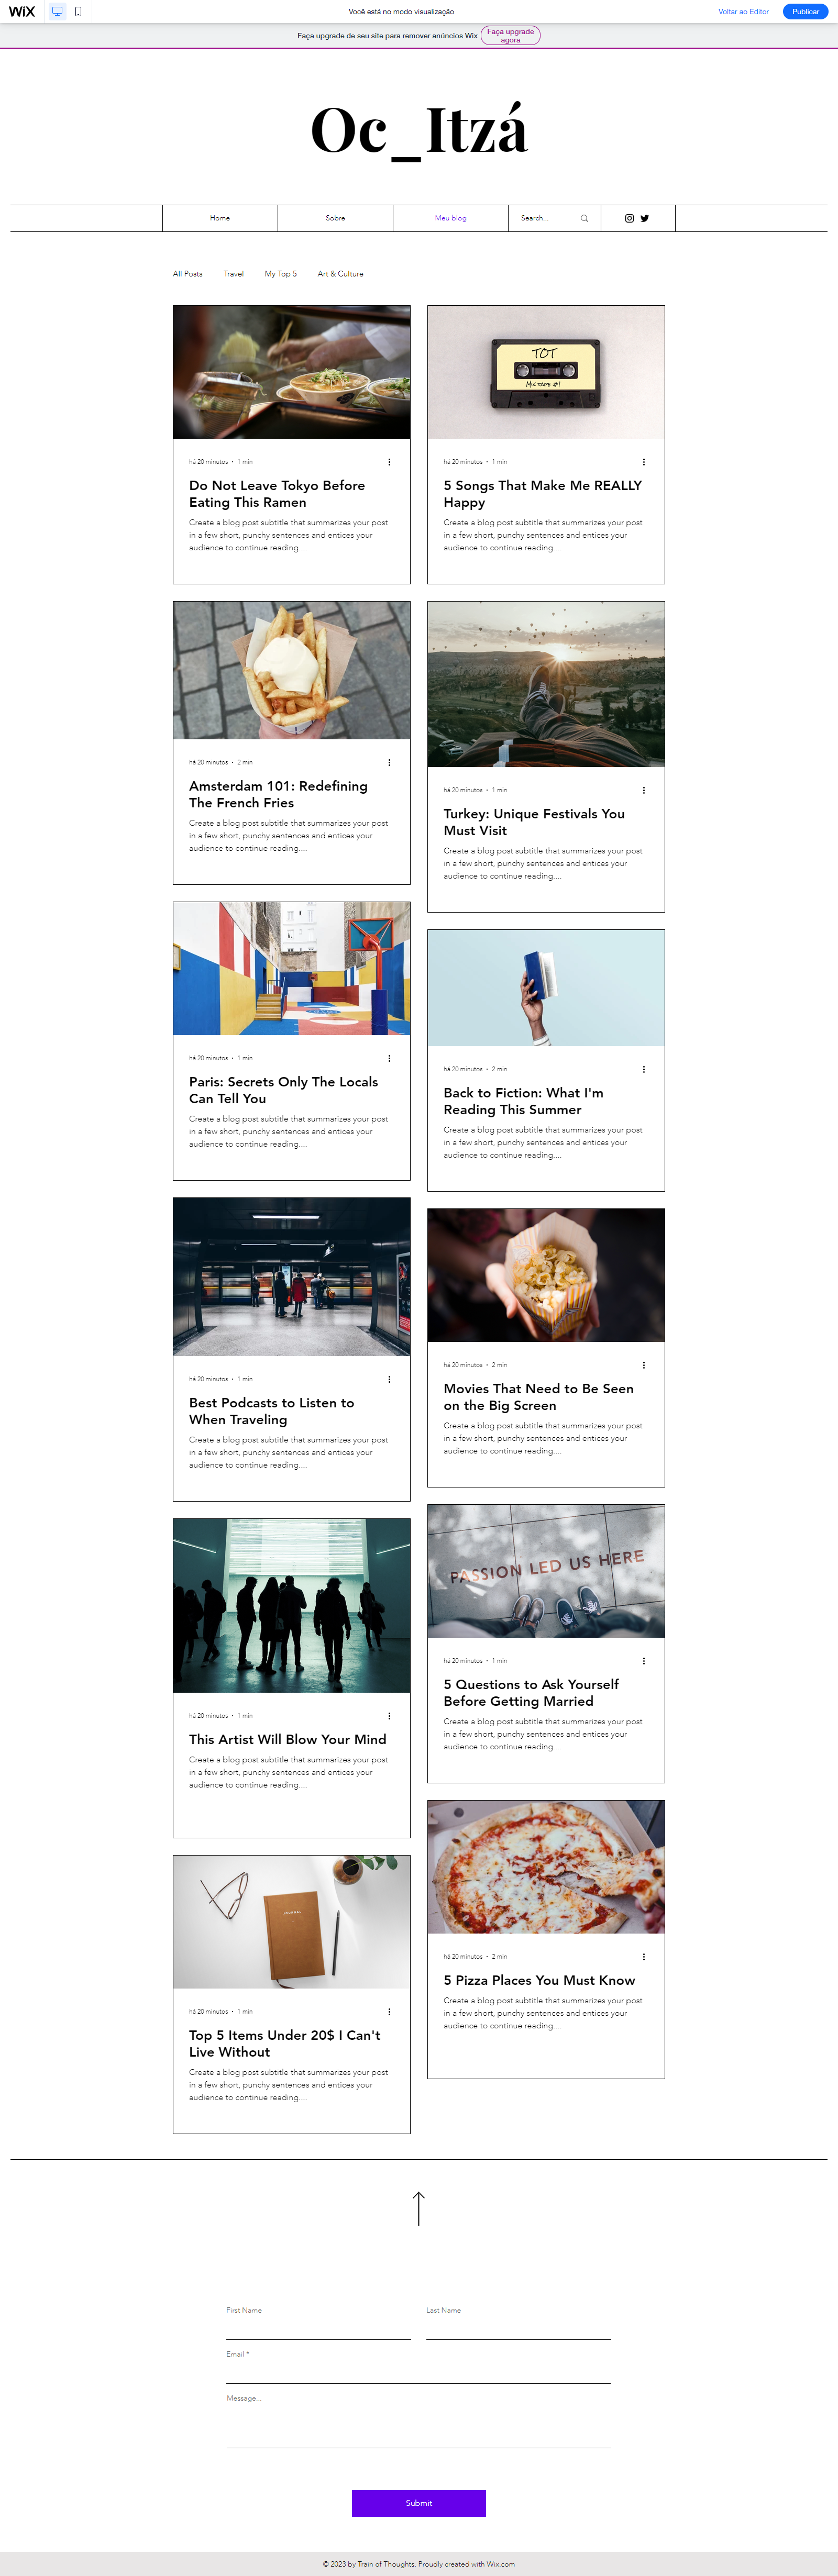 WiX
Você está no modo visualização
Voltar ao Editor
Publicar
Faça upgrade de seu site para remover anúncios Wix
Faça upgrade
agora
Oc_Itzá
Home
Sobre
Meu blog
Search...
All Posts
Travel
My Top 5
Art & Culture
há 20 minutos
1 min
Do Not Leave Tokyo Before
Eating This Ramen
Create a blog post subtitle that summarizes your post
in a few short, punchy sentences and entices your
audience to continue reading....
TOT
Mix tape #1
há 20 minutos
1 min
5 Songs That Make Me REALLY
Happy
Create a blog post subtitle that summarizes your post
in a few short, punchy sentences and entices your
audience to continue reading....
há 20 minutos
2 min
Amsterdam 101: Redefining
The French Fries
Create a blog post subtitle that summarizes your post
in a few short, punchy sentences and entices your
audience to continue reading....
há 20 minutos
1 min
Turkey: Unique Festivals You
Must Visit
Create a blog post subtitle that summarizes your post
in a few short, punchy sentences and entices your
audience to continue reading....
há 20 minutos
1 min
Paris: Secrets Only The Locals
Can Tell You
Create a blog post subtitle that summarizes your post
in a few short, punchy sentences and entices your
audience to continue reading....
há 20 minutos
2 min
Back to Fiction: What I'm
Reading This Summer
Create a blog post subtitle that summarizes your post
in a few short, punchy sentences and entices your
audience to continue reading....
há 20 minutos
1 min
Best Podcasts to Listen to
When Traveling
Create a blog post subtitle that summarizes your post
in a few short, punchy sentences and entices your
audience to continue reading....
há 20 minutos
2 min
Movies That Need to Be Seen
on the Big Screen
Create a blog post subtitle that summarizes your post
in a few short, punchy sentences and entices your
audience to continue reading....
há 20 minutos
1 min
This Artist Will Blow Your Mind
Create a blog post subtitle that summarizes your post
in a few short, punchy sentences and entices your
audience to continue reading....
PASSION LED US HERE
há 20 minutos
1 min
5 Questions to Ask Yourself
Before Getting Married
Create a blog post subtitle that summarizes your post
in a few short, punchy sentences and entices your
audience to continue reading....
JOURNAL
há 20 minutos
1 min
Top 5 Items Under 20$ I Can't
Live Without
Create a blog post subtitle that summarizes your post
in a few short, punchy sentences and entices your
audience to continue reading....
há 20 minutos
2 min
5 Pizza Places You Must Know
Create a blog post subtitle that summarizes your post
in a few short, punchy sentences and entices your
audience to continue reading....
First Name
Last Name
Email *
Message...
Submit
© 2023 by Train of Thoughts. Proudly created with Wix.com